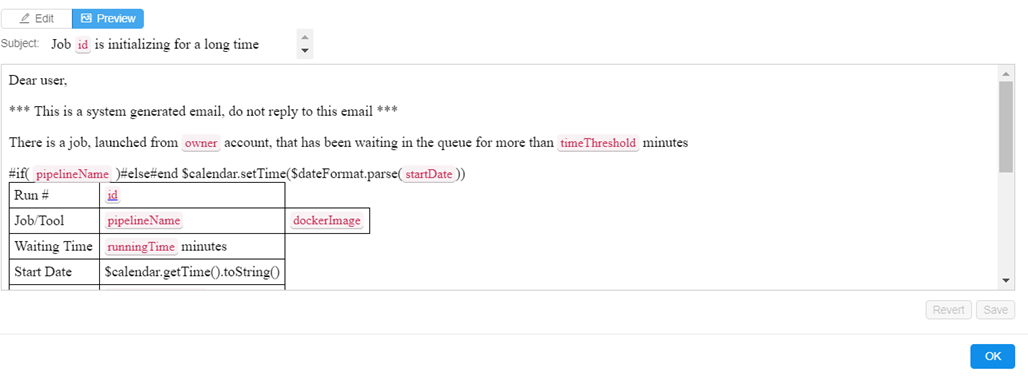 Edit Preview
Subject: Job id is initializing for a long time
Dear user,
*** This is a system generated email, do not reply to this email ***
There is a job, launched from owner account, that has been waiting in the queue for more than timeThreshold minutes
#if( pipelineName )#else#end $calendar.setTime($dateFormat.parse( startDate ))
Run # id
Job/Tool pipelineName dockerImage
Waiting Time runningTime minutes
Start Date $calendar.getTime().toString()
Revert Save
OK